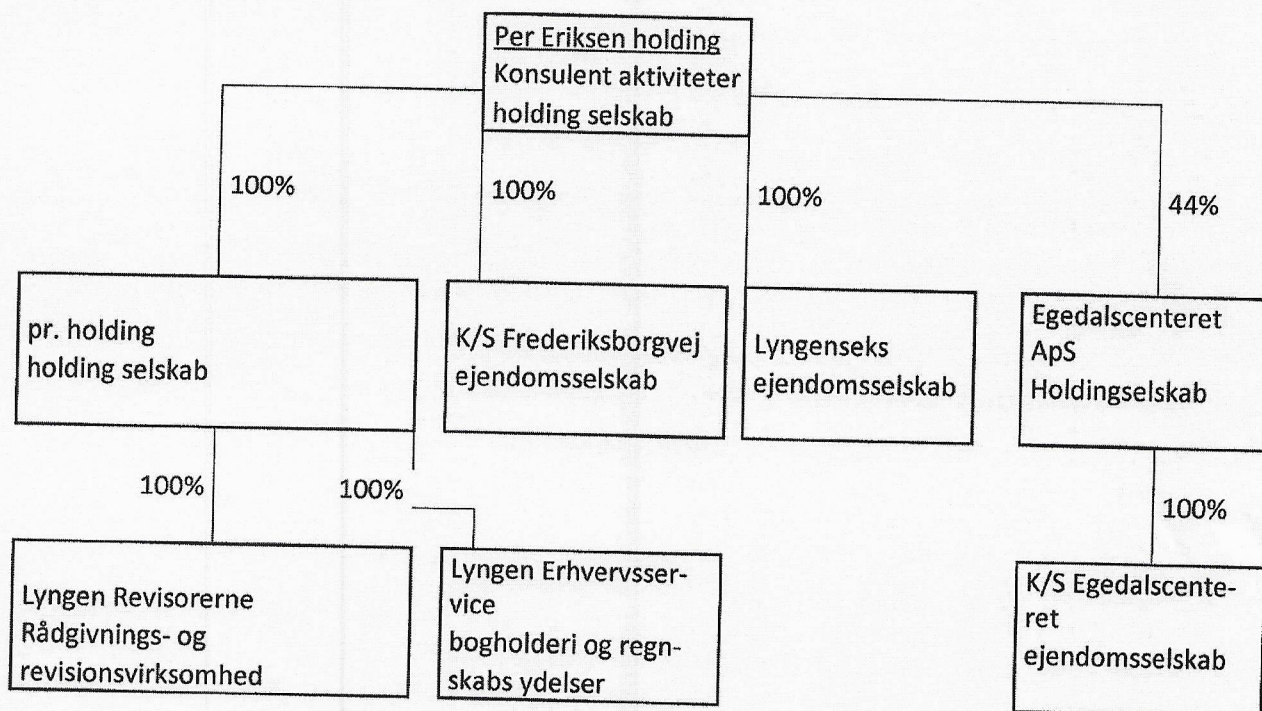 Per Eriksen holding
Konsulent aktiviteter
holding selskab
100%
100%
100%
44%
pr. holding
holding selskab
K/S Frederiksborgvej
ejendomsselskab
Lyngenseks
ejendomsselskab
Egedalscenteret
ApS
Holdingselskab
100%
100%
100%
Lyngen Revisorerne
Rådgivnings- og
revisionsvirksomhed
Lyngen Erhvervsser-
vice
bogholderi og regn-
skabs ydelser
K/S Egedalscente-
ret
ejendomsselskab